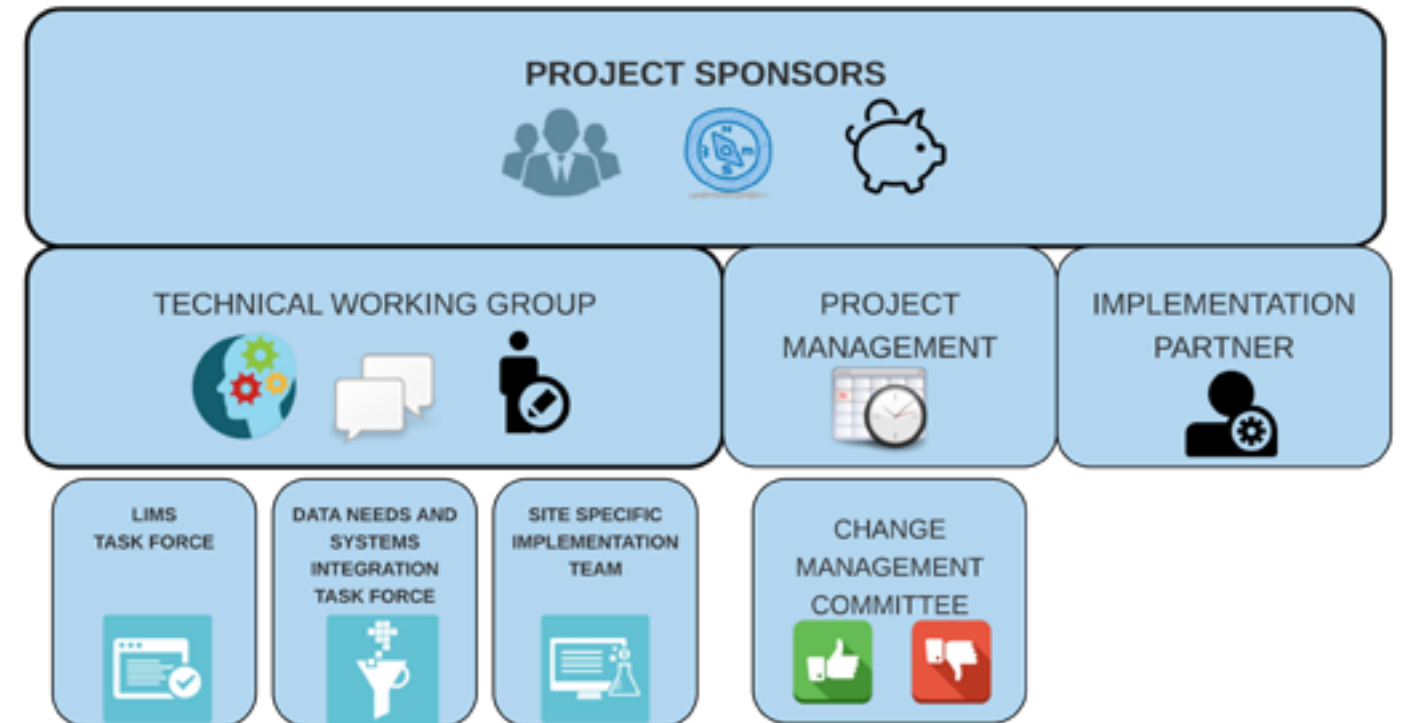 PROJECT SPONSORS
TECHNICAL WORKING GROUP
PROJECT
MANAGEMENT
IMPLEMENTATION
PARTNER
LIMS
TASK FORCE
DATA NEEDS AND
SYSTEMS
INTEGRATION
TASK FORCE
SITE SPECIFIC
IMPLEMENTATION
TEAM
CHANGE
MANAGEMENT
COMMITTEE